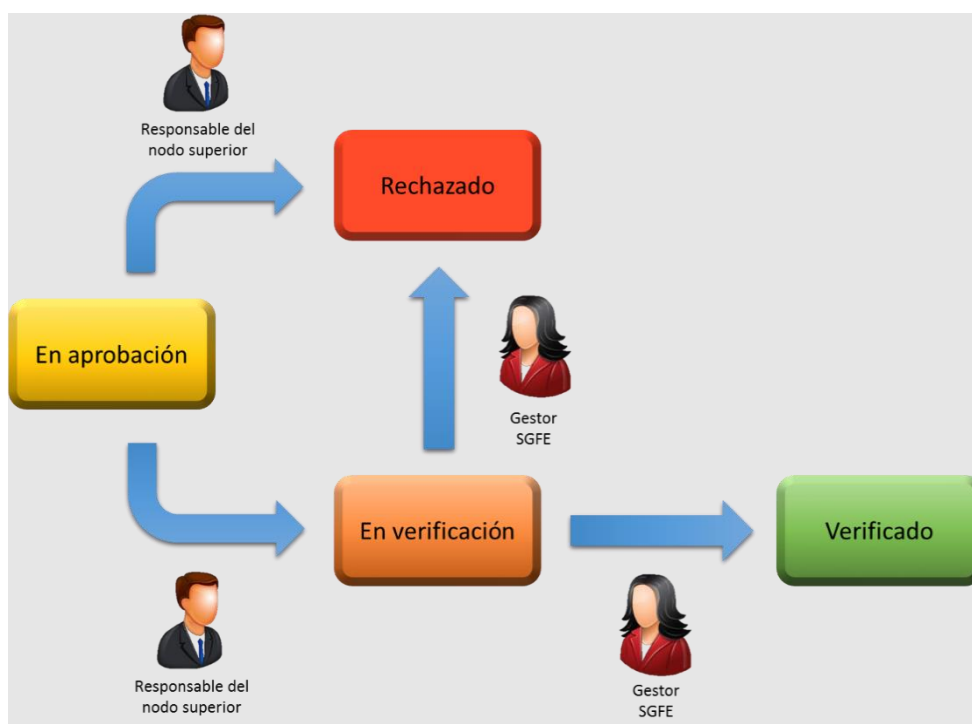 Responsable del
nodo superior
Rechazado
En aprobación
Gestor
SGFE
En verificación
Verificado
Responsable del
nodo superior
Gestor
SGFE